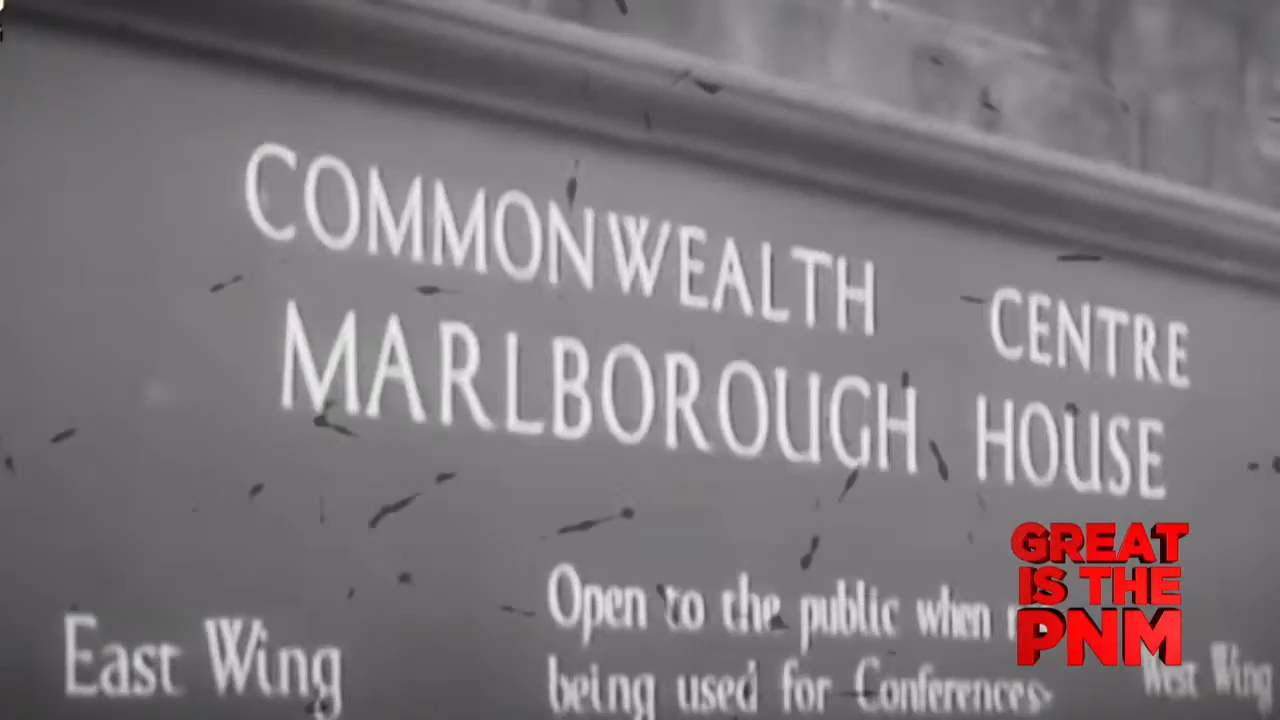 COMMONWEALTH CENTRE
MARLBOROUGH HOUSE
Open to the public when
being used for Conferences
East Wing
West Wing
GREAT
IS THE
PNM